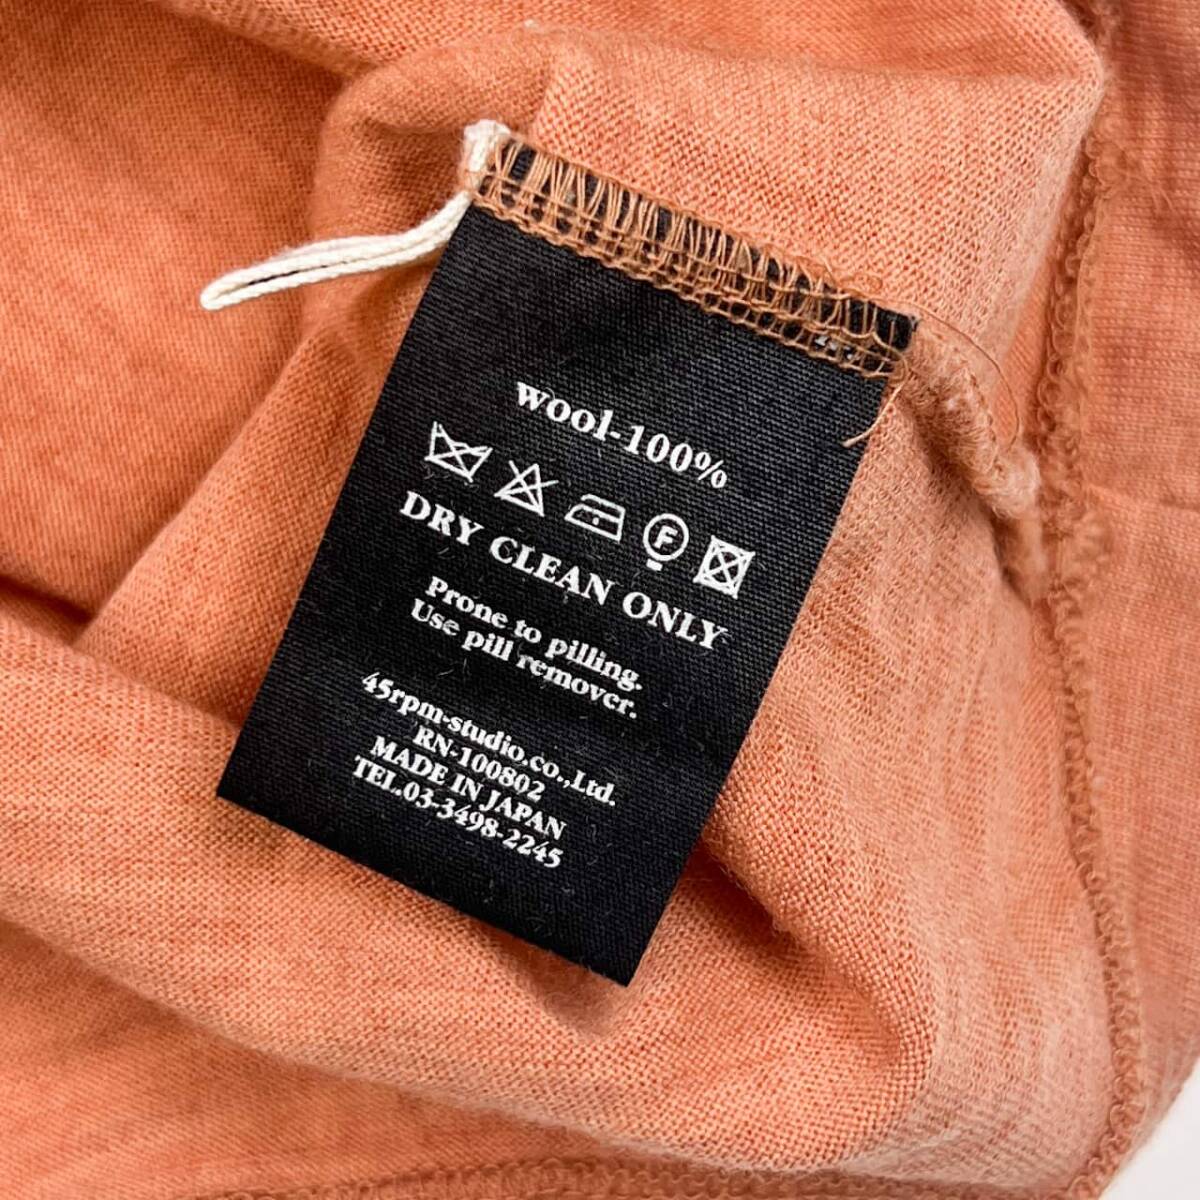 wool-100%
F
DRY CLEAN ONLY
Prone to pilling.
Use pill remover.
45rpm-studio.co.,Ltd.
RN-100802
MADE IN JAPAN
TEL.03-3498-2245